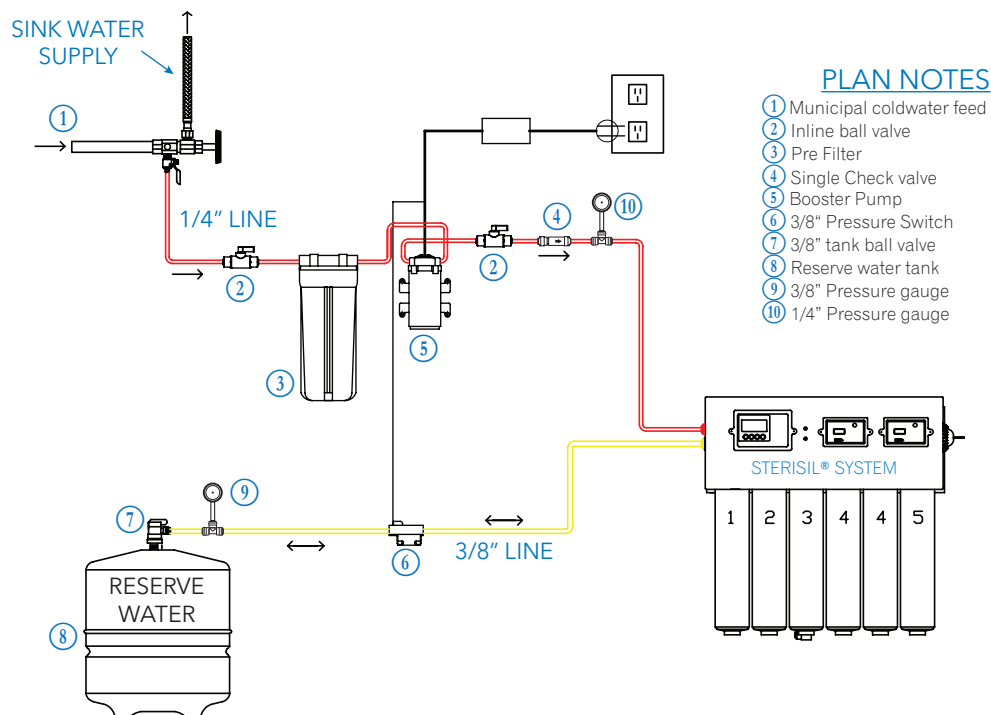 SINK WATER
SUPPLY
1
1/4” LINE
2
3
5
2
4
10
PLAN NOTES
1 Municipal coldwater feed
2 Inline ball valve
3 Pre Filter
4 Single Check valve
5 Booster Pump
6 3/8“ Pressure Switch
7 3/8” tank ball valve
8 Reserve water tank
9 3/8” Pressure gauge
10 1/4” Pressure gauge
STERISIL® SYSTEM
1 2 3 4 4 5
9
7
6
3/8” LINE
RESERVE
WATER
8